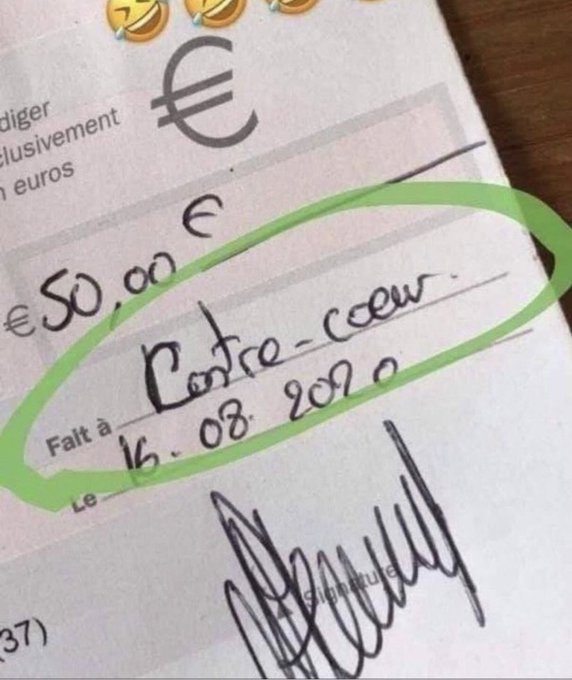 diger
clusivement
n euros
€
€50,00 €
Fait à Contre-coeur.
Le 16.08.2020
Signature
(37)